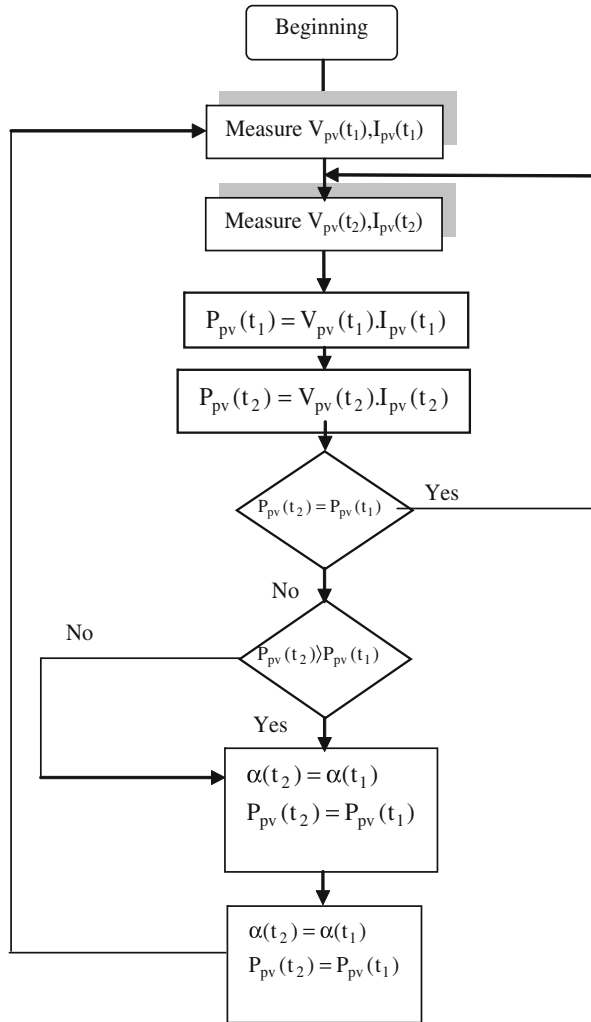 Beginning
Measure V_pv(t_1),I_pv(t_1)
Measure V_pv(t_2),I_pv(t_2)
P_pv(t_1) = V_pv(t_1).I_pv(t_1)
P_pv(t_2) = V_pv(t_2).I_pv(t_2)
P_pv(t_2) = P_pv(t_1)
Yes
No
P_pv(t_2)⟩P_pv(t_1)
No
Yes
α(t_2) = α(t_1)
P_pv(t_2) = P_pv(t_1)
α(t_2) = α(t_1)
P_pv(t_2) = P_pv(t_1)